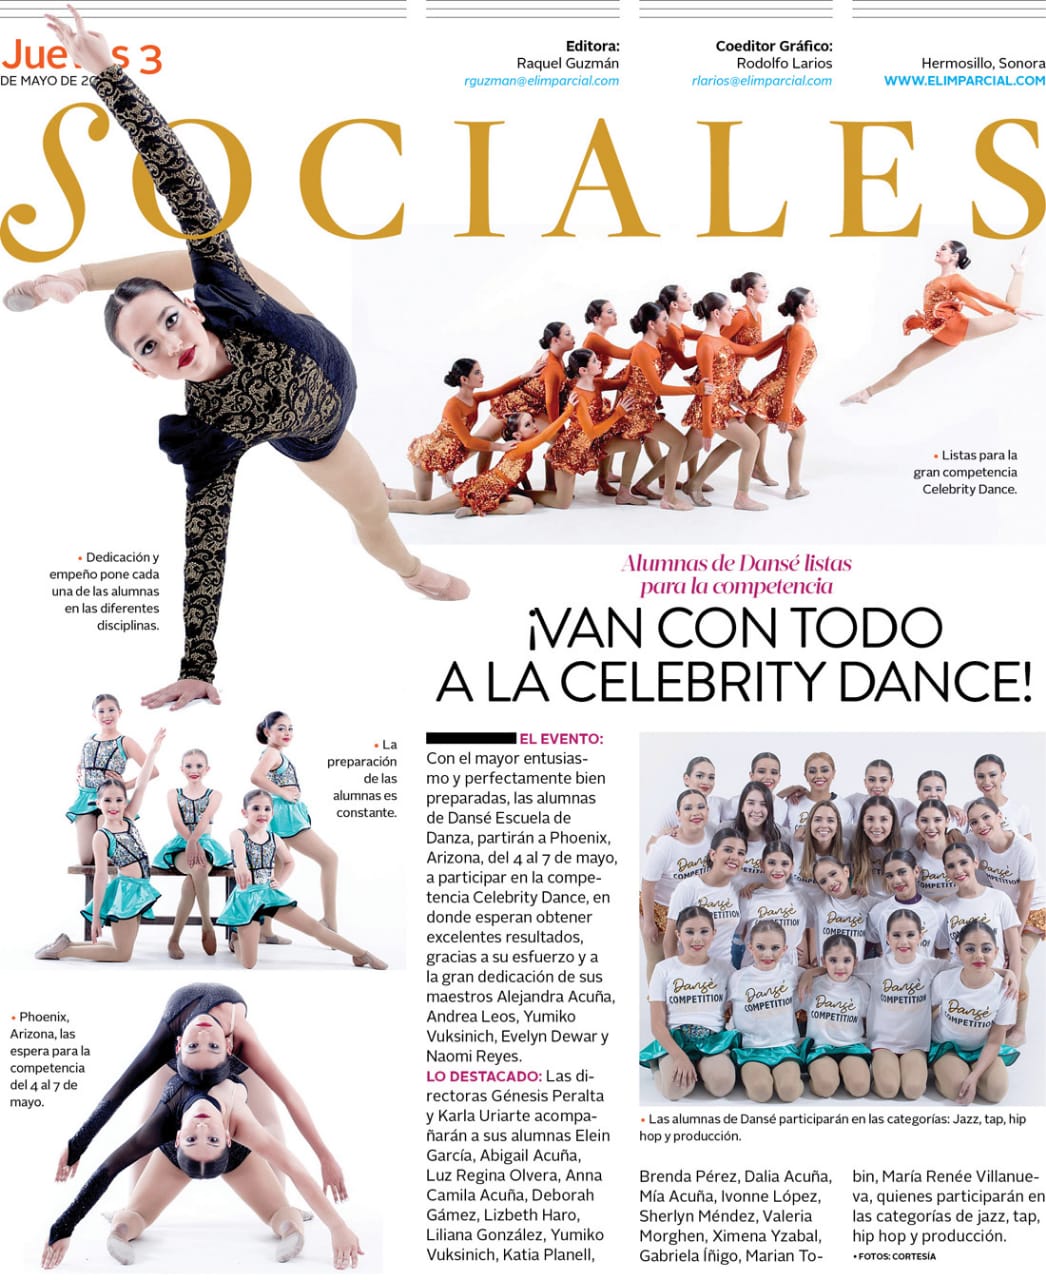 Jueves 3
DE MAYO DE 20
Editora:
Raquel Guzmán
rguzman@elimparcial.com
Coeditor Gráfico:
Rodolfo Larios
rlarios@elimparcial.com
Hermosillo, Sonora
WWW.ELIMPARCIAL.COM
SOCIALES
• Listas para la
gran competencia
Celebrity Dance.
• Dedicación y
empeño pone cada
una de las alumnas
en las diferentes
disciplinas.
Alumnas de Dansé listas
para la competencia
¡VAN CON TODO
A LA CELEBRITY DANCE!
• La
preparación
de las
alumnas es
constante.
• Phoenix,
Arizona, las
espera para la
competencia
del 4 al 7 de
mayo.
EL EVENTO:
Con el mayor entusias-
mo y perfectamente bien
preparadas, las alumnas
de Dansé Escuela de
Danza, partirán a Phoenix,
Arizona, del 4 al 7 de mayo,
a participar en la compe-
tencia Celebrity Dance, en
donde esperan obtener
excelentes resultados,
gracias a su esfuerzo y a
la gran dedicación de sus
maestros Alejandra Acuña,
Andrea Leos, Yumiko
Vuksinich, Evelyn Dewar y
Naomi Reyes.
LO DESTACADO: Las di-
rectoras Génesis Peralta
y Karla Uriarte acompa-
ñarán a sus alumnas Elein
García, Abigail Acuña,
Luz Regina Olvera, Anna
Camila Acuña, Deborah
Gámez, Lizbeth Haro,
Liliana González, Yumiko
Vuksinich, Katia Planell,
Dansè
COMPETITION
Dansè
COMPETITION
Dansè
COMPETITION
Dansè
COMPETITION
Dansè
COMPETITION
• Las alumnas de Dansé participarán en las categorías: Jazz, tap, hip
hop y producción.
Brenda Pérez, Dalia Acuña,
Mía Acuña, Ivonne López,
Sherlyn Méndez, Valeria
Morghen, Ximena Yzabal,
Gabriela Íñigo, Marian To-
bin, María Renée Villanue-
va, quienes participarán en
las categorías de jazz, tap,
hip hop y producción.
• FOTOS: CORTESÍA